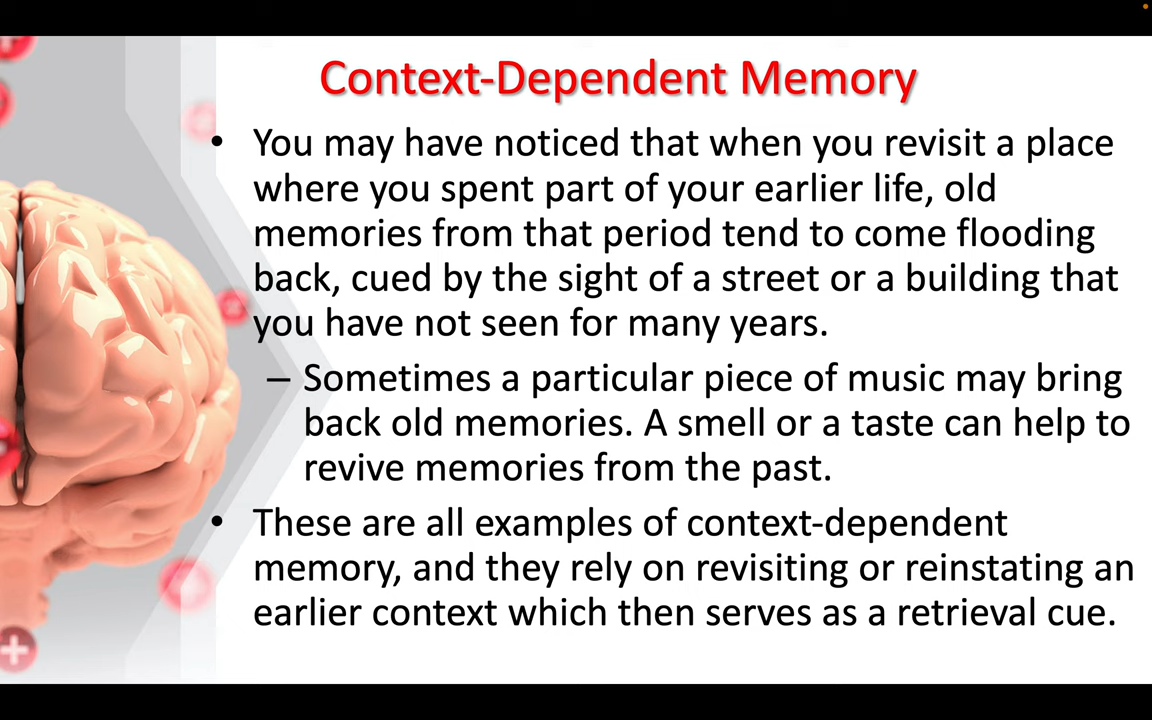 Context-Dependent Memory
• You may have noticed that when you revisit a place
where you spent part of your earlier life, old
memories from that period tend to come flooding
back, cued by the sight of a street or a building that
you have not seen for many years.
– Sometimes a particular piece of music may bring
back old memories. A smell or a taste can help to
revive memories from the past.
• These are all examples of context-dependent
memory, and they rely on revisiting or reinstating an
earlier context which then serves as a retrieval cue.